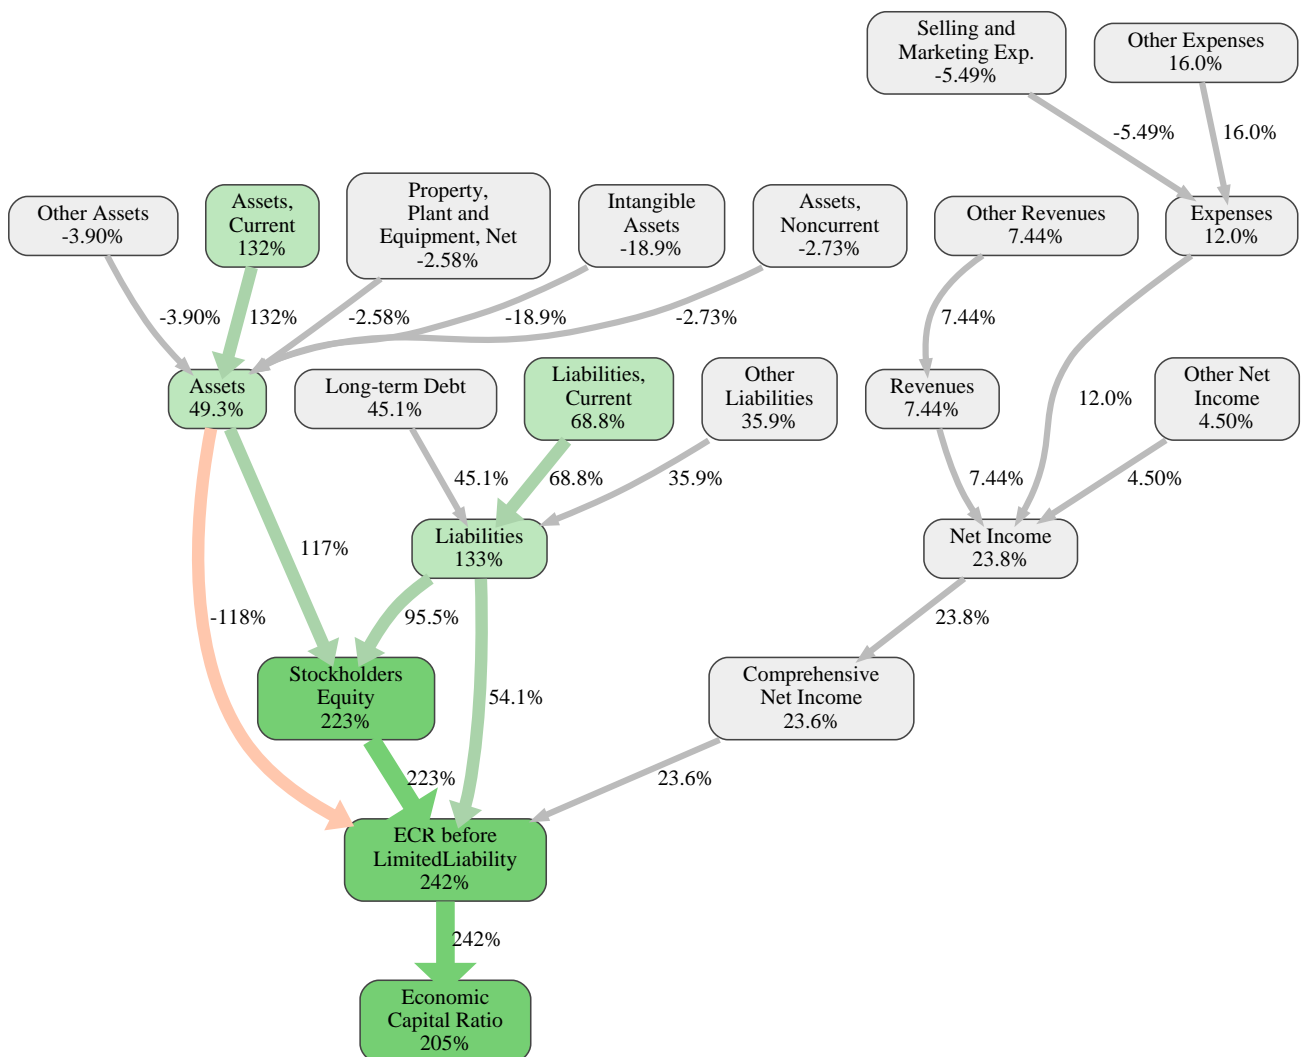 Selling and
Marketing Exp.
-5.49%
Other Expenses
16.0%
-5.49%
16.0%
Other Assets
-3.90%
Assets,
Current
132%
Property,
Plant and
Equipment, Net
-2.58%
Intangible
Assets
-18.9%
Assets,
Noncurrent
-2.73%
Other Revenues
7.44%
Expenses
12.0%
-3.90%
132%
-2.58%
-18.9%
-2.73%
7.44%
12.0%
Assets
49.3%
Long-term Debt
45.1%
Liabilities,
Current
68.8%
Other
Liabilities
35.9%
Revenues
7.44%
Other Net
Income
4.50%
45.1%
68.8%
35.9%
7.44%
4.50%
117%
Liabilities
133%
Net Income
23.8%
-118%
95.5%
23.8%
Stockholders
Equity
223%
54.1%
Comprehensive
Net Income
23.6%
223%
23.6%
ECR before
LimitedLiability
242%
242%
Economic
Capital Ratio
205%